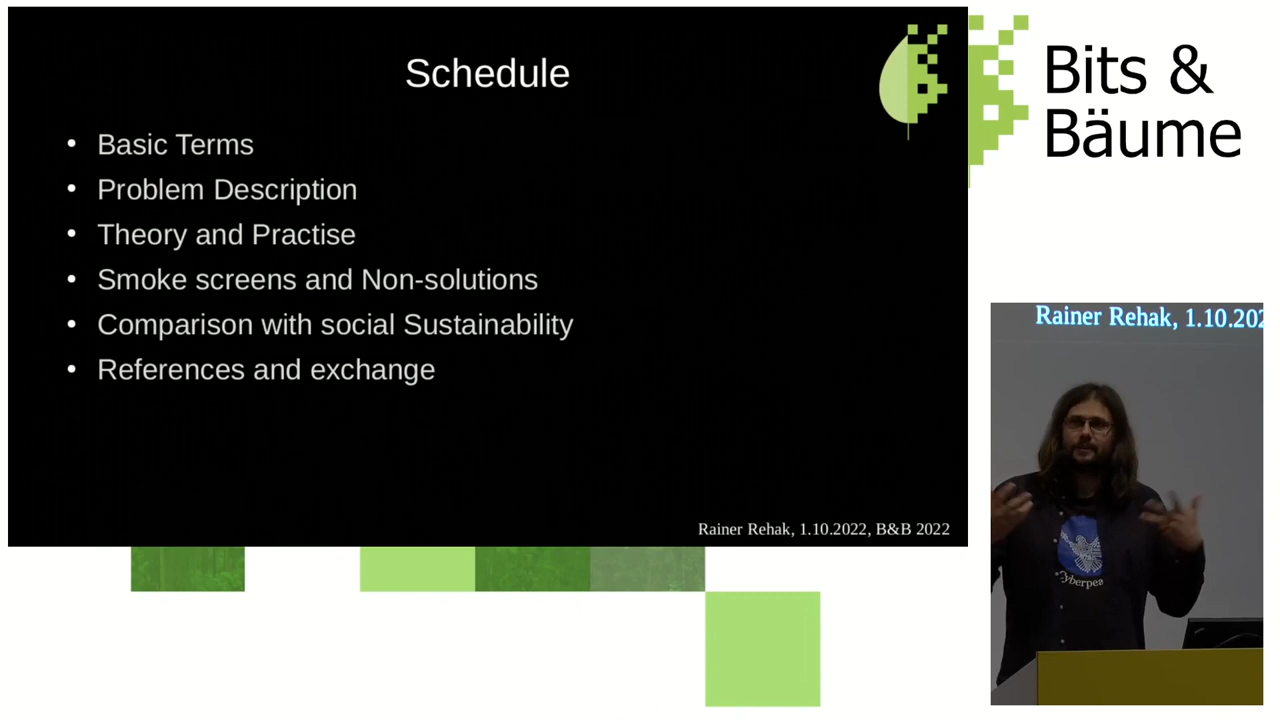 Schedule
• Basic Terms
• Problem Description
• Theory and Practise
• Smoke screens and Non-solutions
• Comparison with social Sustainability
• References and exchange
Rainer Rehak, 1.10.2022, B&B 2022
Bits &
Bäume
Rainer Rehak, 1.10.202
Cyberpea